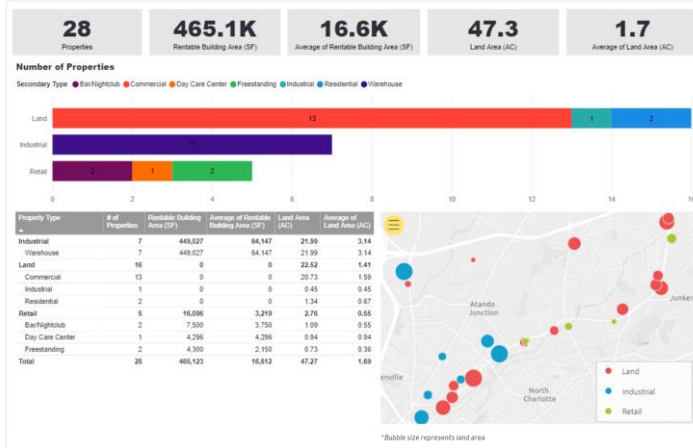 28 465.1K 16.6K 47.3 1.7
Properties Rentable Building Area (SF) Average of Rentable Building Area (SF) Land Area (AC) Average of Land Area (AC)
Number of Properties
Secondary Type Bar/Nightclub Commercial Day Care Center Freestanding Industrial Residential Warehouse
Land 13 1 2
Industrial 7
Retail 2 1 2
0 2 4 6 8 10 12 14 16
Property Type # of Properties Rentable Building Area (SF) Average of Rentable Building Area (SF) Land Area (AC) Average of Land Area (AC)
Industrial 7 449,027 64,147 21.99 3.14
Warehouse 7 449,027 64,147 21.99 3.14
Land 16 0 0 22.52 1.41
Commercial 13 0 0 20.73 1.59
Industrial 1 0 0 0.45 0.45
Residential 2 0 0 1.34 0.67
Retail 5 16,096 3,219 2.76 0.55
Bar/Nightclub 2 7,500 3,750 1.09 0.55
Day Care Center 1 4,296 4,296 0.94 0.94
Freestanding 2 4,300 2,150 0.73 0.36
Total 28 465,123 16,612 47.27 1.69
Atando
Junction
Junker
enville
North
Charlotte
Land
Industrial
Retail
*Bubble size represents land area